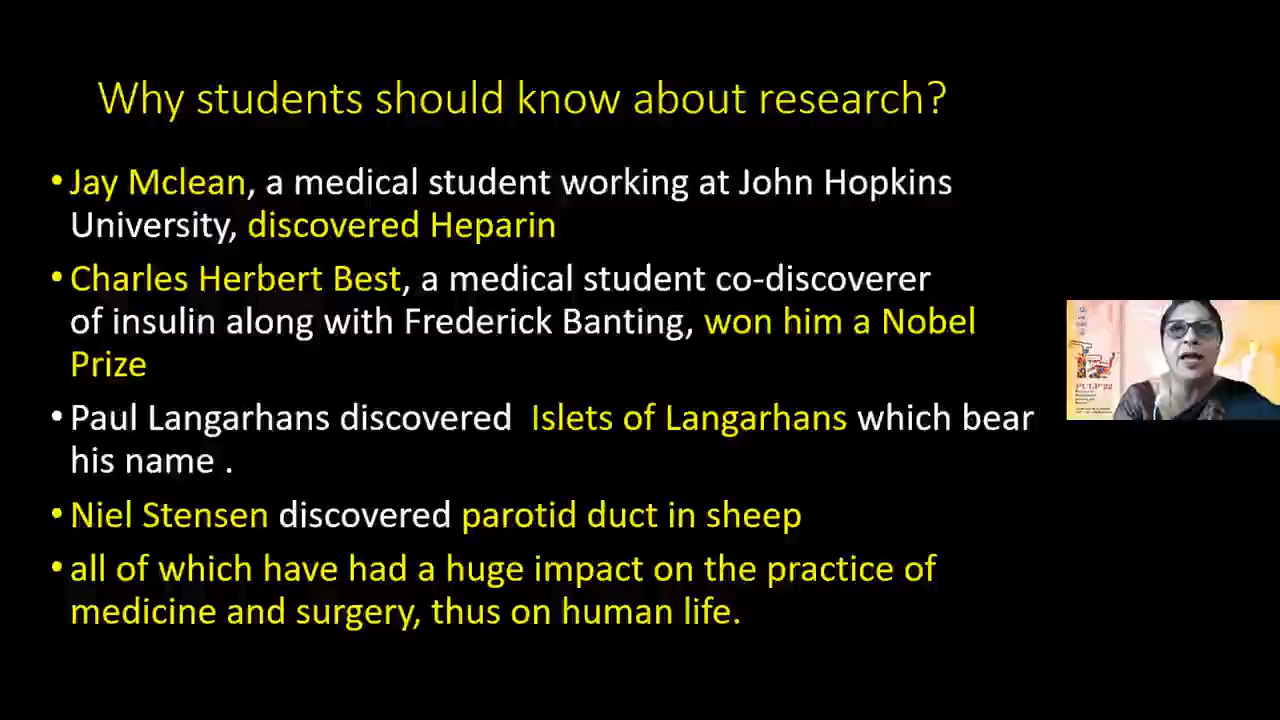 Why students should know about research?
•Jay Mclean, a medical student working at John Hopkins
University, discovered Heparin
•Charles Herbert Best, a medical student co-discoverer
of insulin along with Frederick Banting, won him a Nobel
Prize
•Paul Langarhans discovered  Islets of Langarhans which bear
his name .
•Niel Stensen discovered parotid duct in sheep
•all of which have had a huge impact on the practice of
medicine and surgery, thus on human life.